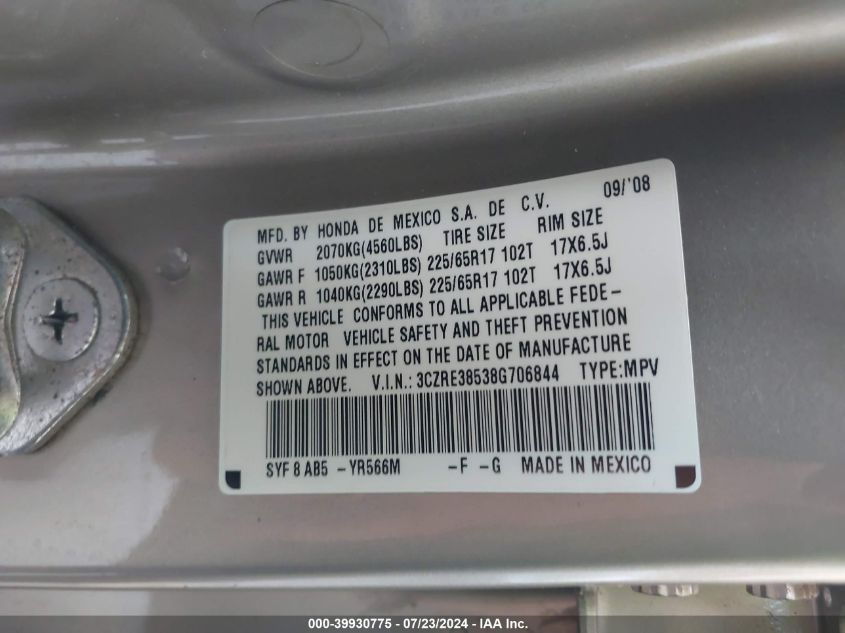 09/'08
MFD. BY HONDA DE MEXICO S.A. DE C.V.
GVWR 2070KG(4560LBS) TIRE SIZE RIM SIZE
GAWR F 1050KG(2310LBS) 225/65R17 102T 17X6.5J
GAWR R 1040KG(2290LBS) 225/65R17 102T 17X6.5J
THIS VEHICLE CONFORMS TO ALL APPLICABLE FEDE-
RAL MOTOR VEHICLE SAFETY AND THEFT PREVENTION
STANDARDS IN EFFECT ON THE DATE OF MANUFACTURE
SHOWN ABOVE. V.I.N.: 3CZRE38538G706844 TYPE:MPV
SYF 8 AB5 -YR566M -F -G MADE IN MEXICO
000-39930775 / 07/23/2024 / IAA Inc.